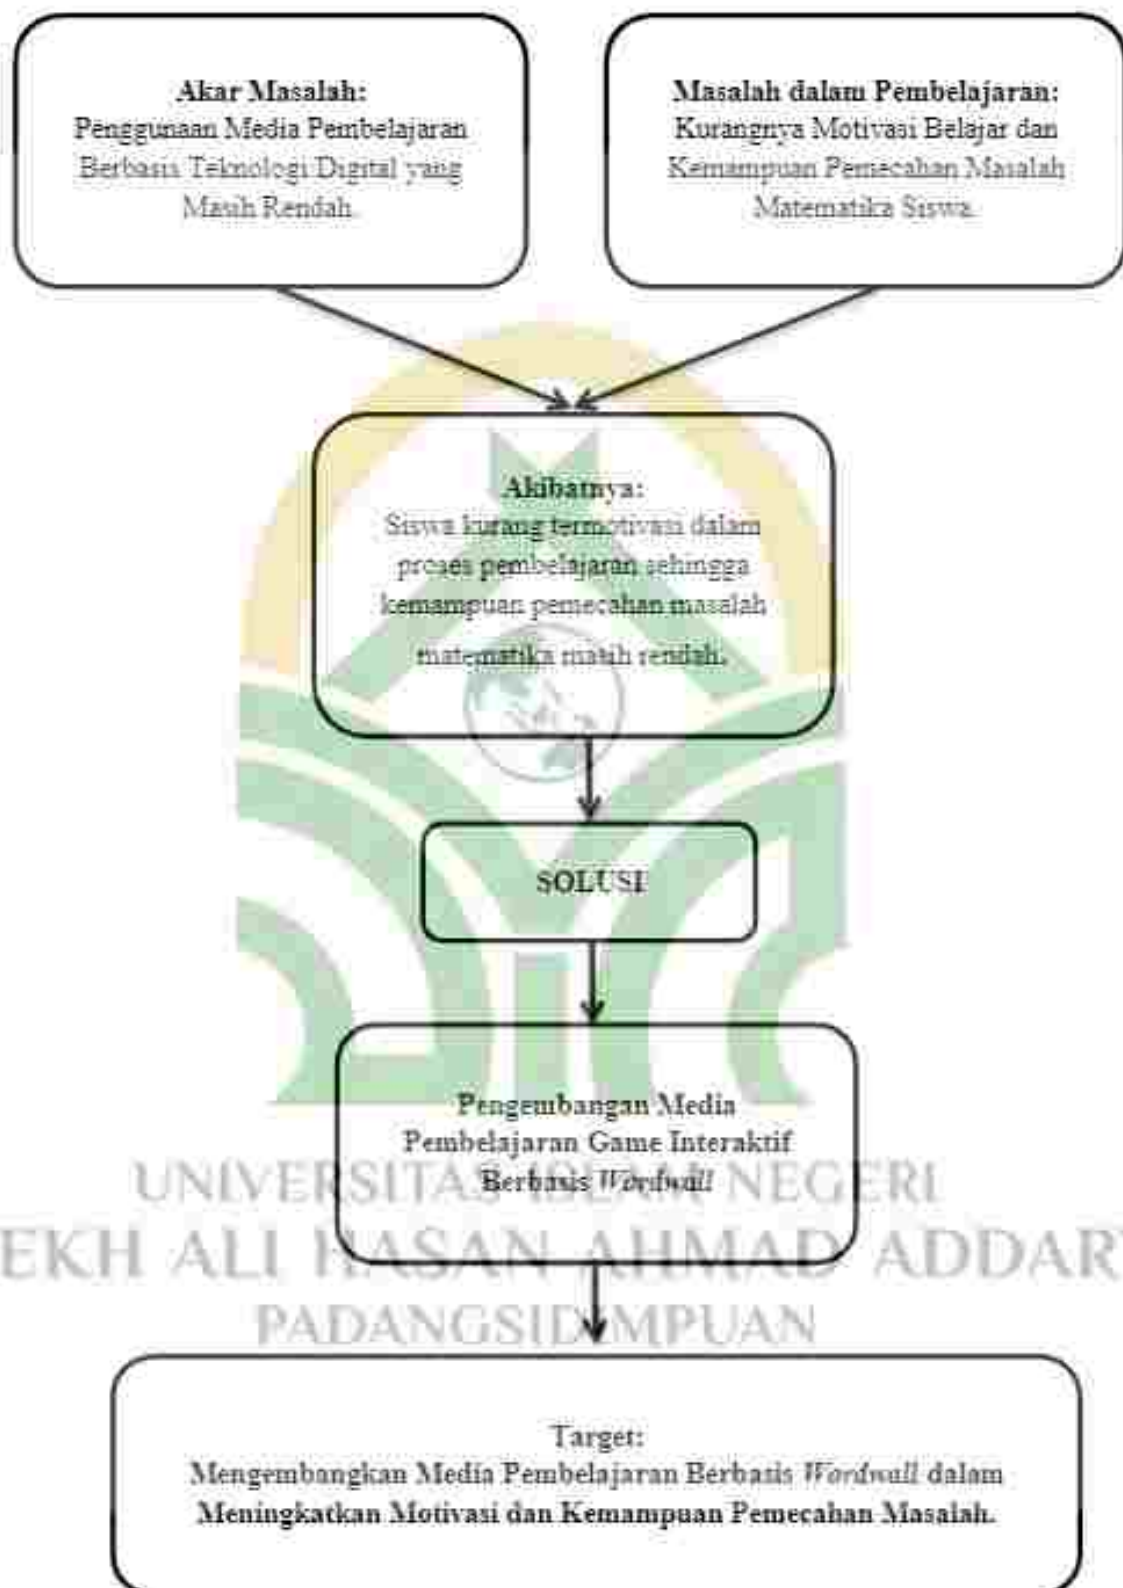 Akar Masalah:
Penggunaan Media Pembelajaran
Berbasis Teknologi Digital yang
Masih Rendah.
Masalah dalam Pembelajaran:
Kurangnya Motivasi Belajar dan
Kemampuan Pemecahan Masalah
Matematika Siswa.
Akibatnya:
Siswa kurang termotivasi dalam
proses pembelajaran sehingga
kemampuan pemecahan masalah
matematika masih rendah.
SOLUSI
Pengembangan Media
Pembelajaran Game Interaktif
Berbasis Wordwall
UNIVERSITAS ISLAM NEGERI
EKH ALI HASAN AHMAD ADDARY
PADANGSIDIMPUAN
Target:
Mengembangkan Media Pembelajaran Berbasis Wordwall dalam
Meningkatkan Motivasi dan Kemampuan Pemecahan Masalah.